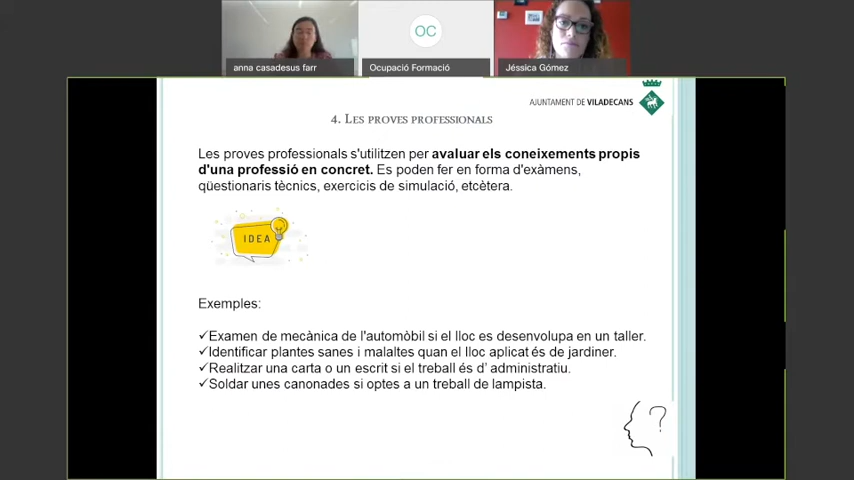 OC
anna casadesus farr
Ocupació Formació
Jéssica Gómez
AJUNTAMENT DE VILADECANS
4. LES PROVES PROFESSIONALS
Les proves professionals s'utilitzen per avaluar els coneixements propis
d'una professió en concret. Es poden fer en forma d'exàmens,
qüestionaris tècnics, exercicis de simulació, etcètera.
IDEA
Exemples:
✓Examen de mecànica de l'automòbil si el lloc es desenvolupa en un taller.
✓Identificar plantes sanes i malaltes quan el lloc aplicat és de jardiner.
✓Realitzar una carta o un escrit si el treball és d' administratiu.
✓Soldar unes canonades si optes a un treball de lampista.
?